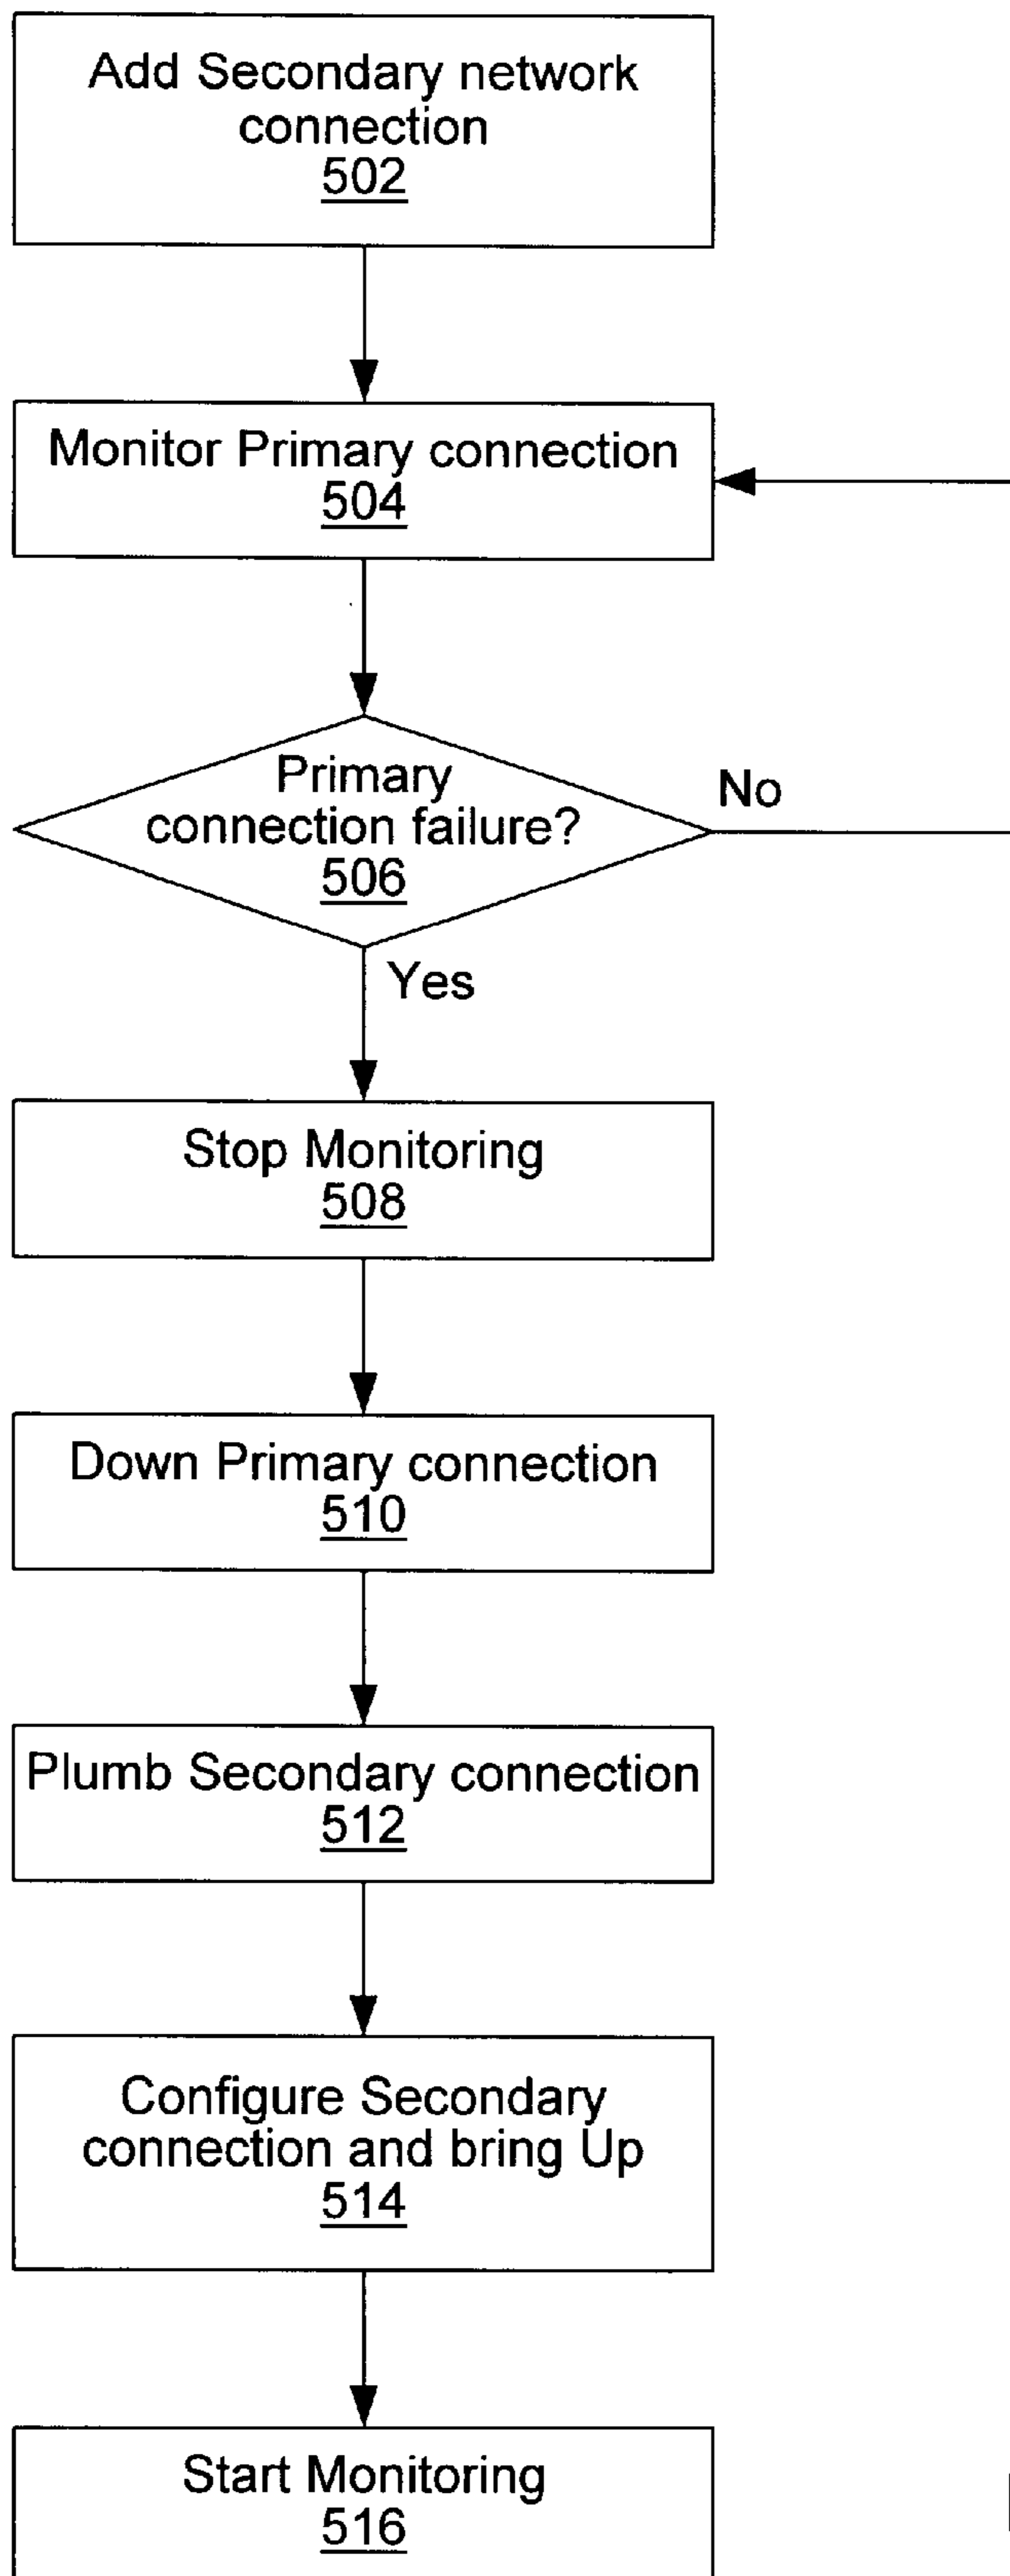 Add Secondary network
connection
502
Monitor Primary connection
504
Primary
connection failure?
506
No
Yes
Stop Monitoring
508
Down Primary connection
510
Plumb Secondary connection
512
Configure Secondary
connection and bring Up
514
Start Monitoring
516